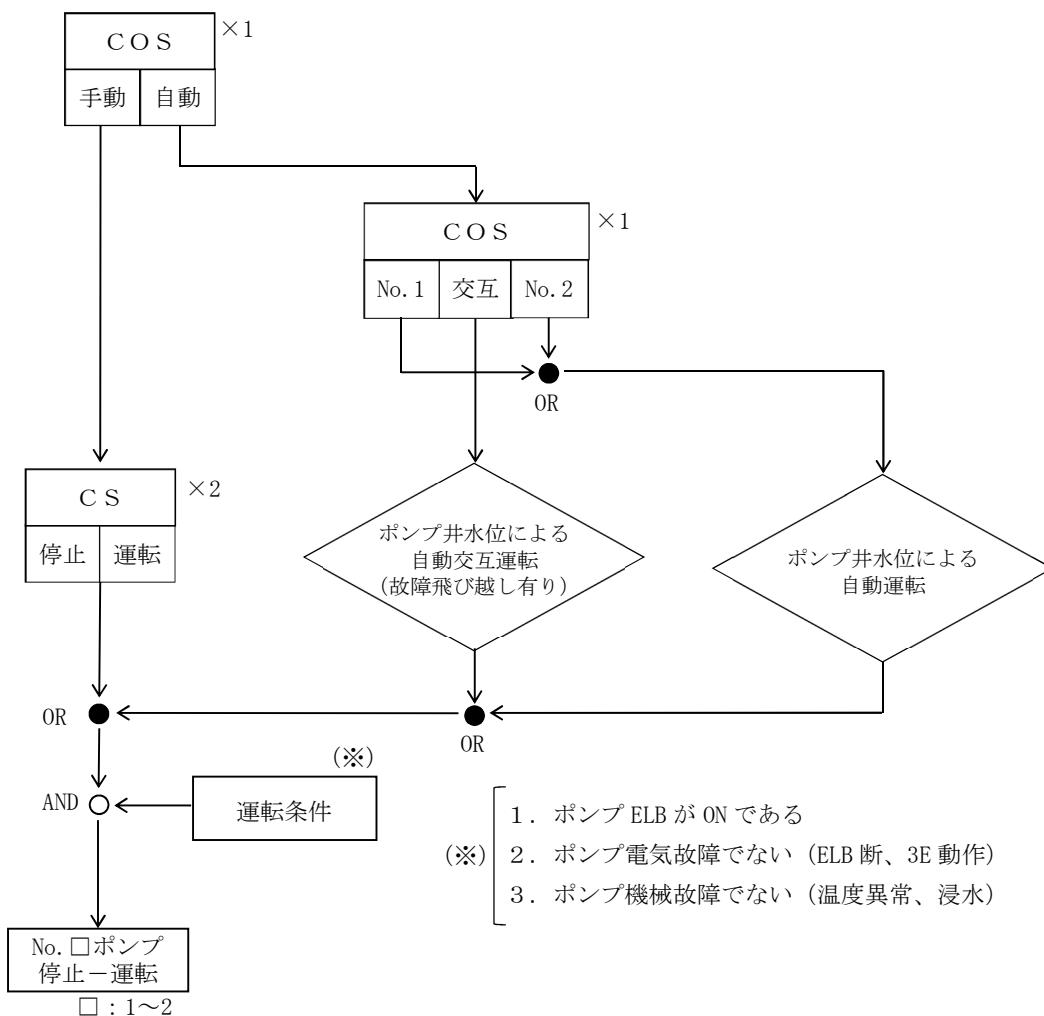 ＣＯＳ
×1
手動
自動
ＣＯＳ
×1
No.1
交互
No.2
OR
ＣＳ
×2
停止
運転
ポンプ井水位による
自動交互運転
(故障飛び越し有り)
ポンプ井水位による
自動運転
OR
OR
(※)
AND
運転条件
(※)
1. ポンプ ELB が ON である
2. ポンプ電気故障でない（ELB 断、3E 動作）
3. ポンプ機械故障でない（温度異常、浸水）
No.□ポンプ
停止－運転
□：1～2